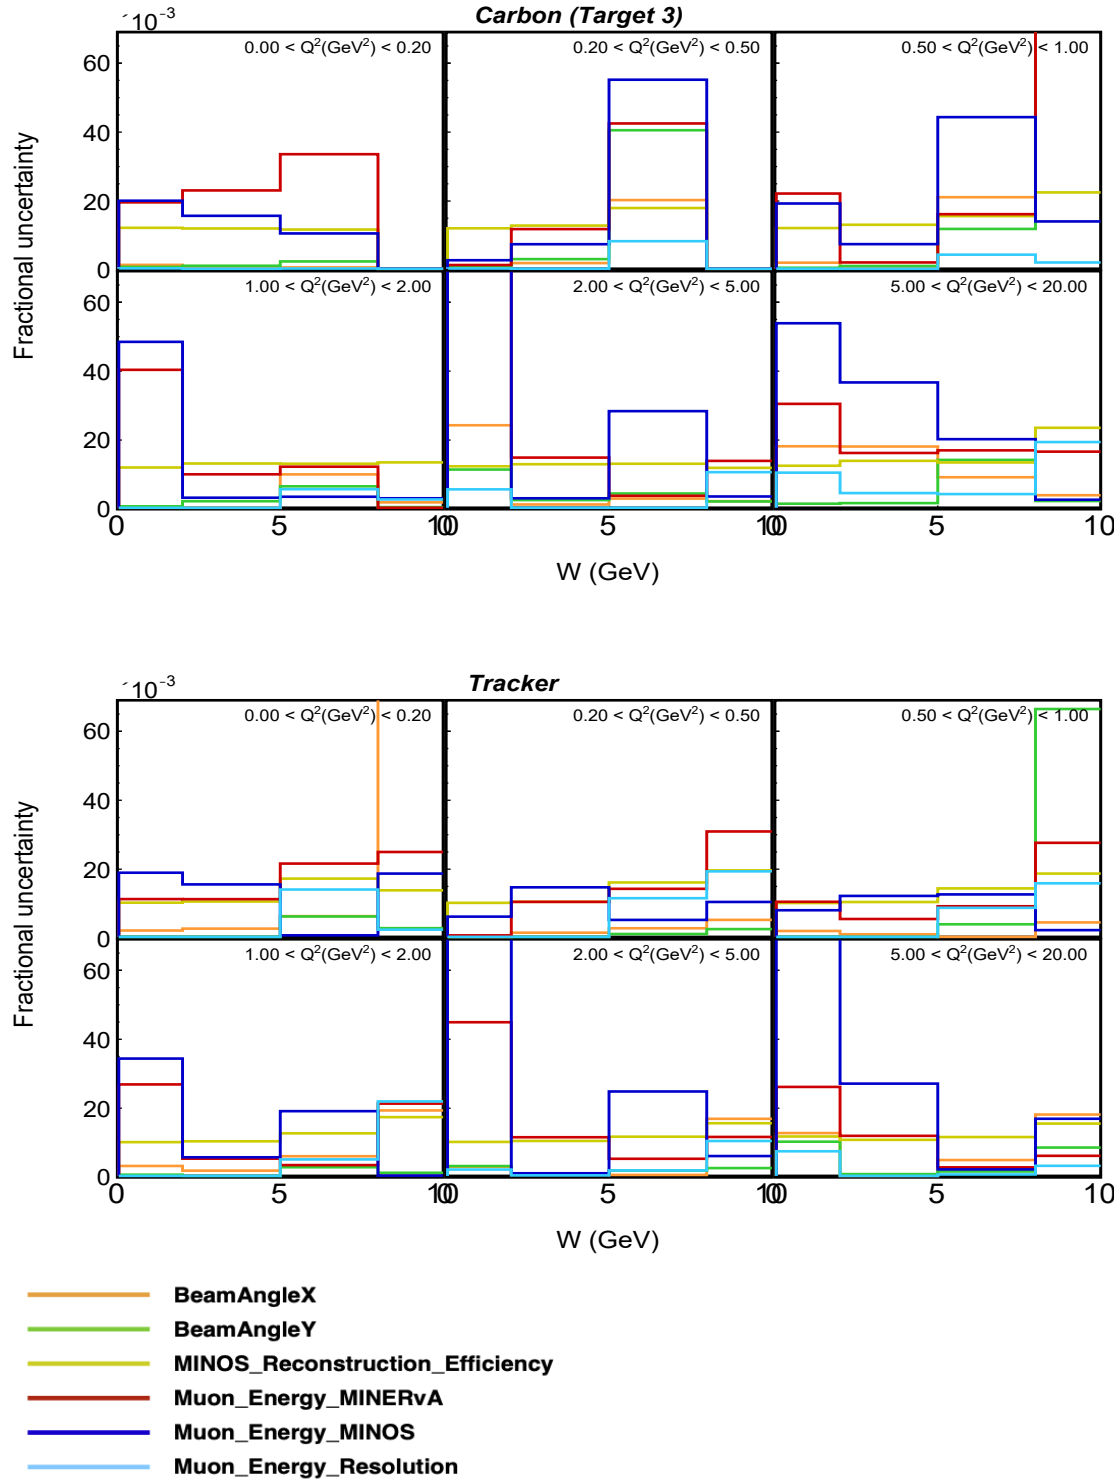 ´10⁻³
Carbon (Target 3)
0.00 < Q²(GeV²) < 0.20
0.20 < Q²(GeV²) < 0.50
0.50 < Q²(GeV²) < 1.00
60
40
20
0
Fractional uncertainty
1.00 < Q²(GeV²) < 2.00
2.00 < Q²(GeV²) < 5.00
5.00 < Q²(GeV²) < 20.00
60
40
20
0
Fractional uncertainty
0 5 10 0 5 10 0 5 10
W (GeV)
´10⁻³
Tracker
0.00 < Q²(GeV²) < 0.20
0.20 < Q²(GeV²) < 0.50
0.50 < Q²(GeV²) < 1.00
60
40
20
0
Fractional uncertainty
1.00 < Q²(GeV²) < 2.00
2.00 < Q²(GeV²) < 5.00
5.00 < Q²(GeV²) < 20.00
60
40
20
0
Fractional uncertainty
0 5 10 0 5 10 0 5 10
W (GeV)
BeamAngleX
BeamAngleY
MINOS_Reconstruction_Efficiency
Muon_Energy_MINERvA
Muon_Energy_MINOS
Muon_Energy_Resolution